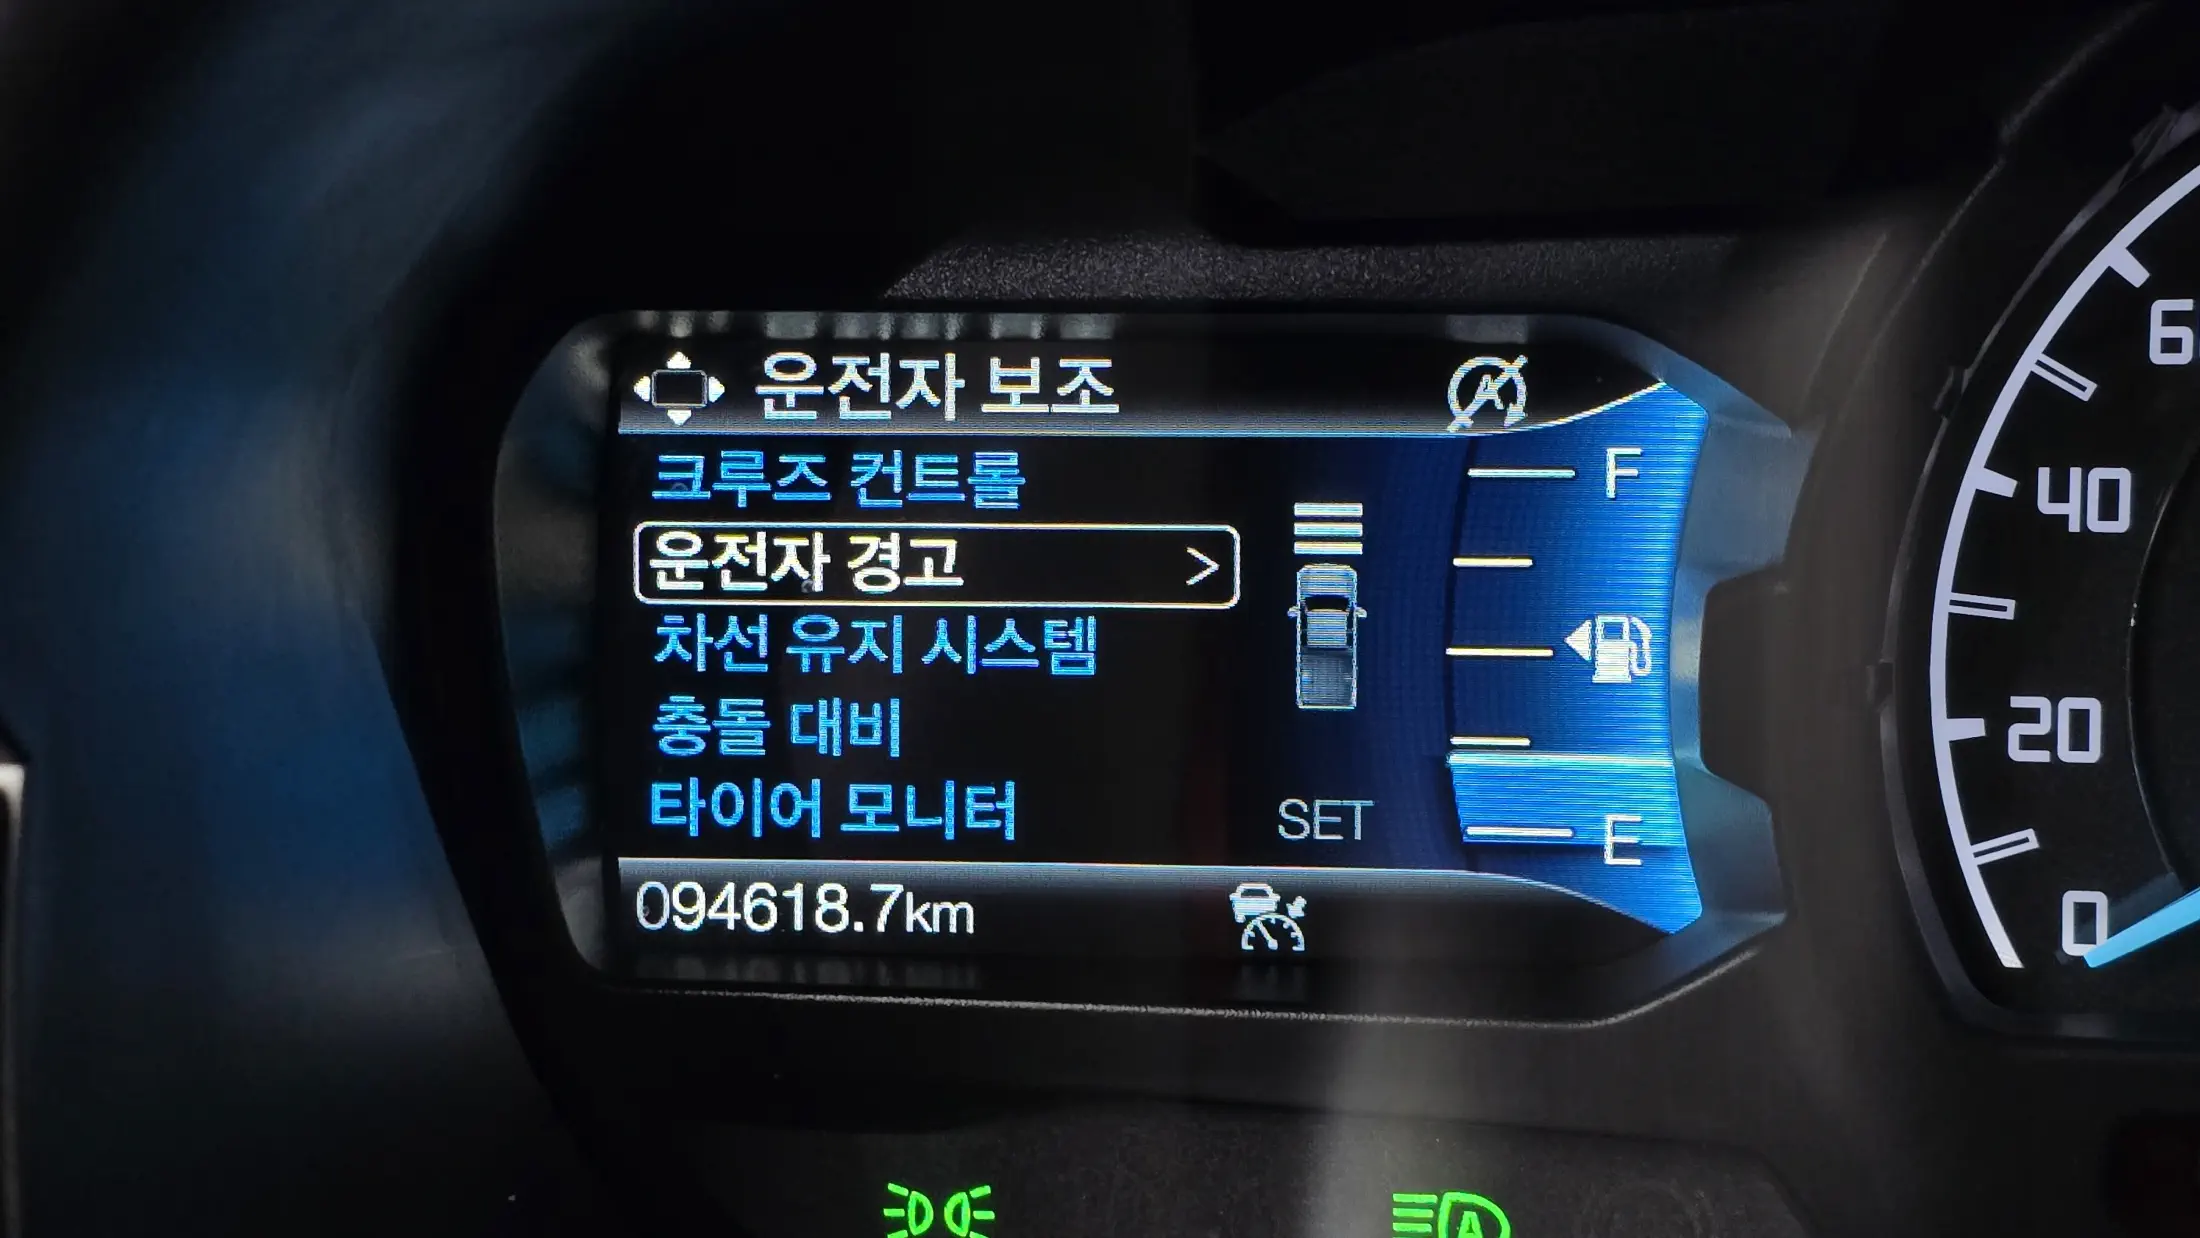 운전자 보조
크루즈 컨트롤
운전자 경고 >
차선 유지 시스템
충돌 대비
타이어 모니터
SET
094618.7km
F
E
40
20
0
A